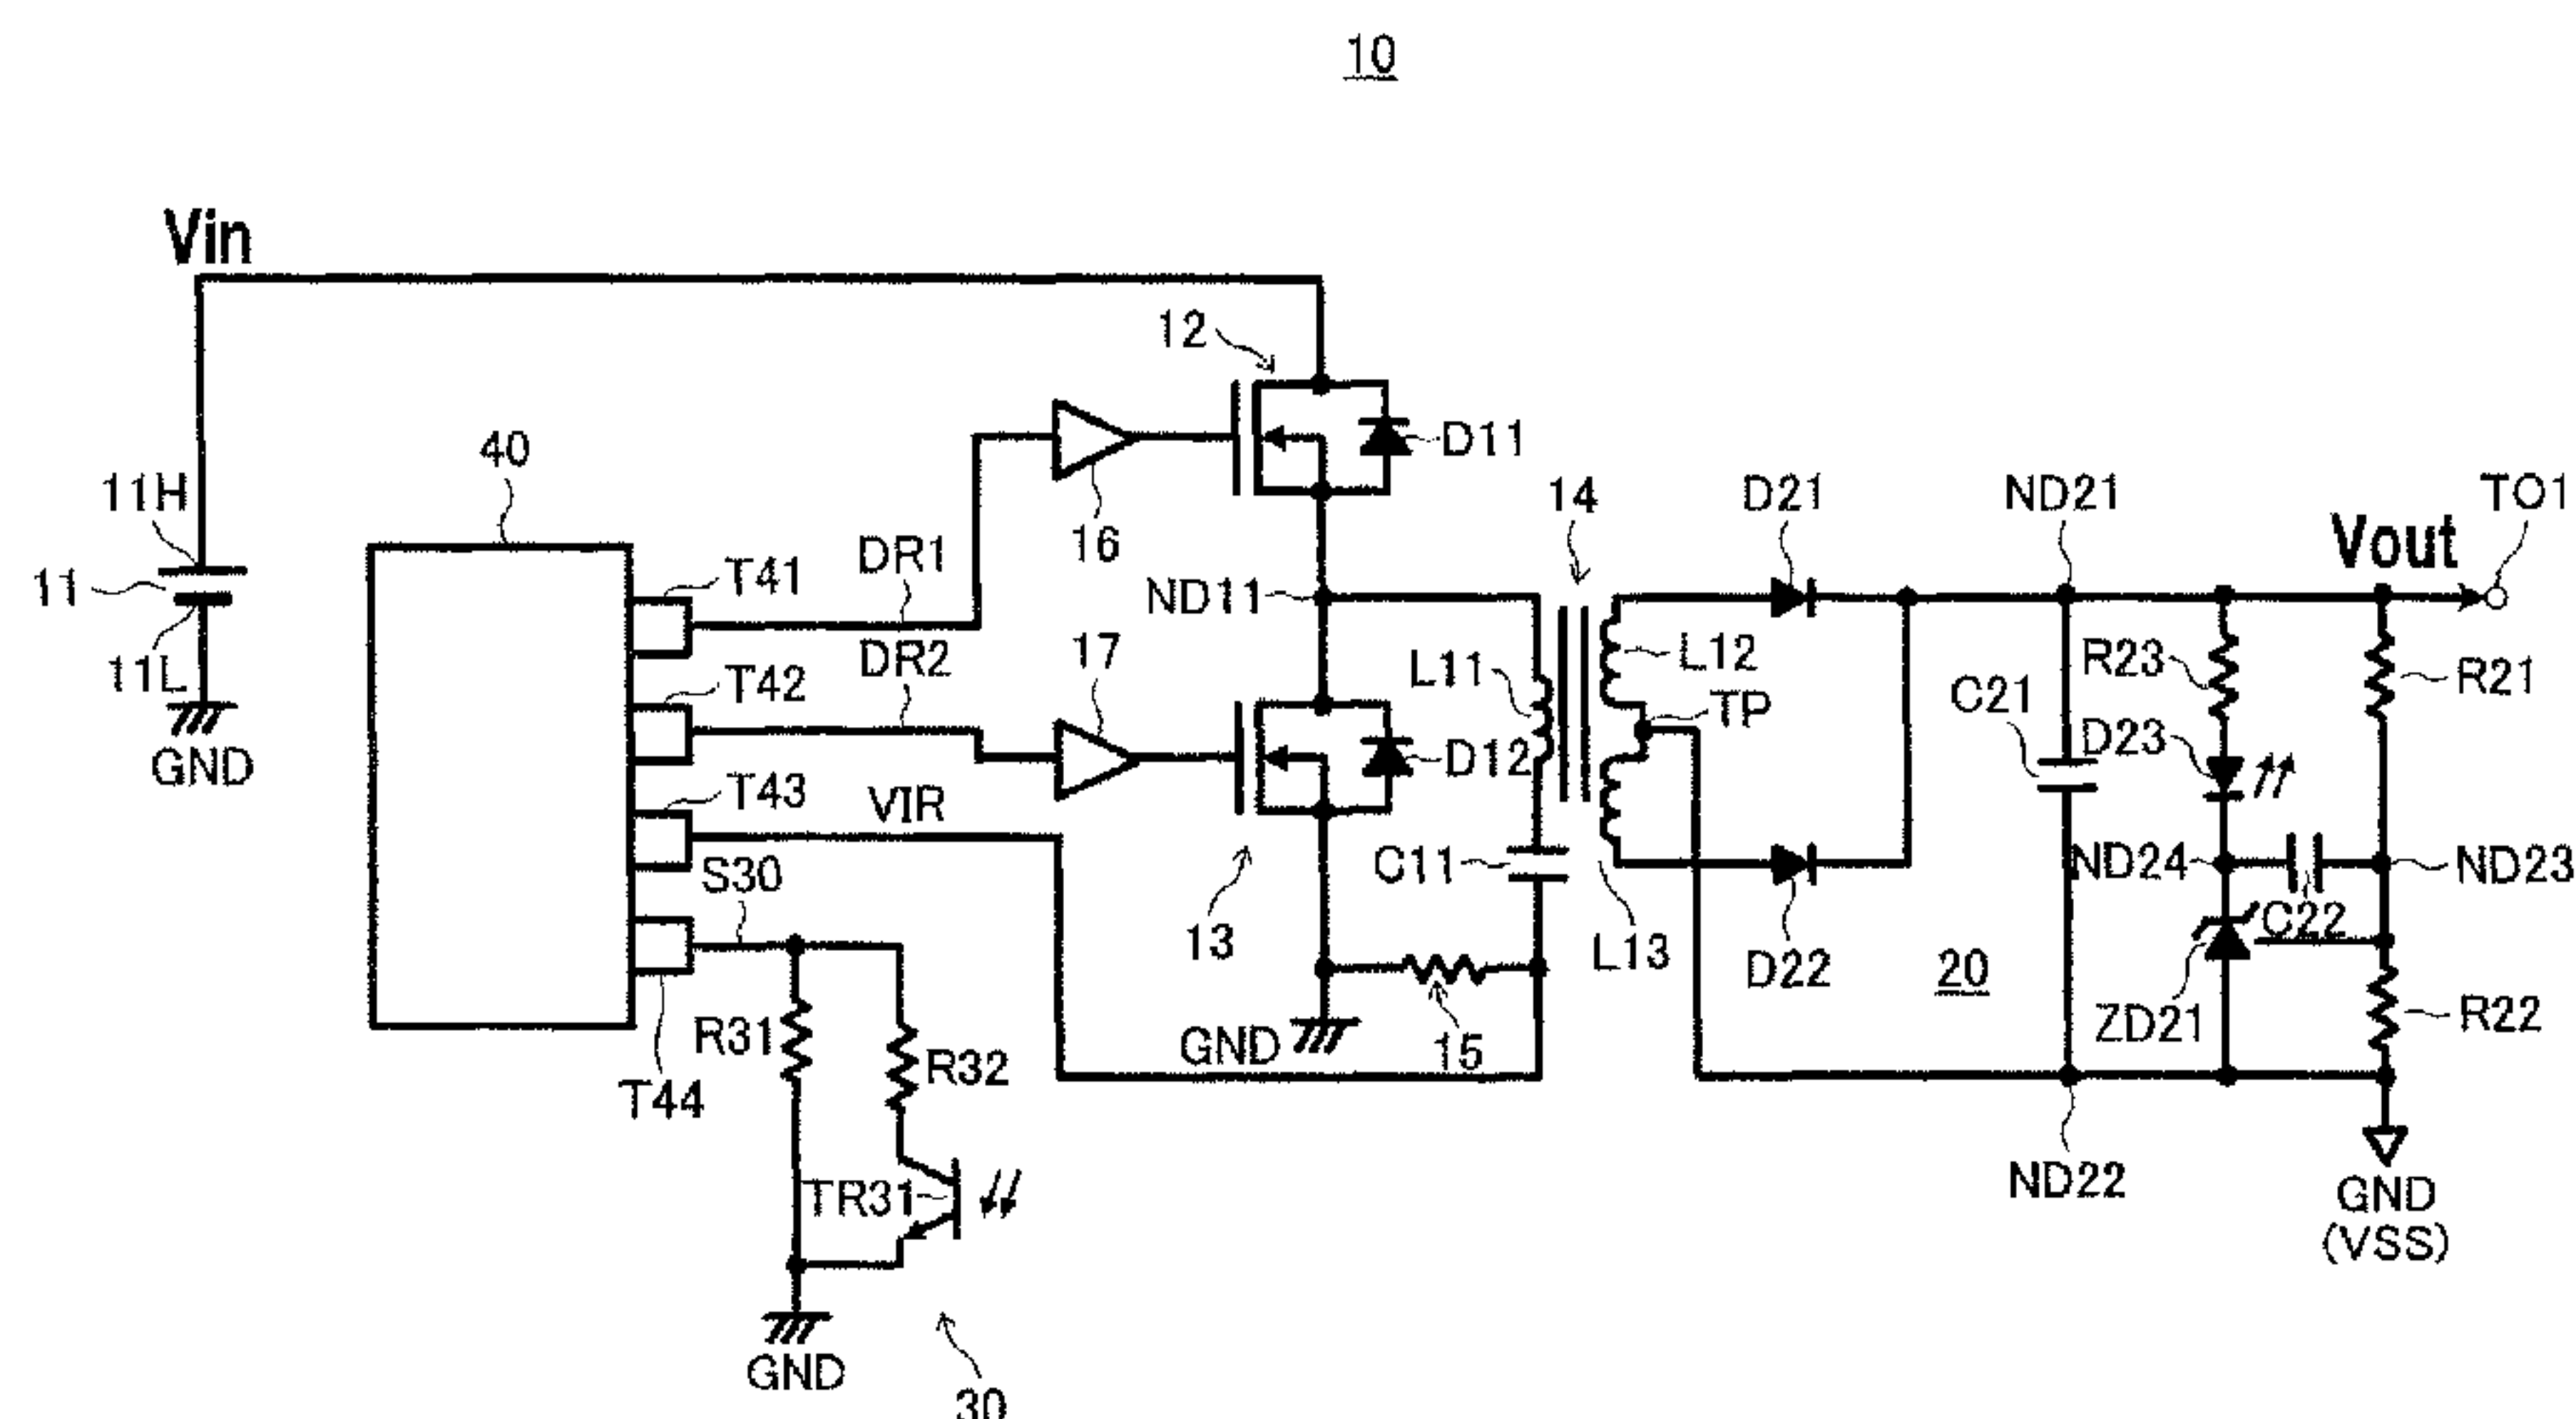 10
Vin
12
40
11H
D11
14
D21
ND21
TO1
16
Vout
11
T41
DR1
ND11
11L
DR2
17
L12
R23
R21
T42
L11
TP
C21
GND
D12
D23
T43
VIR
C11
ND24
ND23
S30
C22
13
L13
D22
20
ZD21
R22
R31
R32
GND
15
T44
TR31
ND22
GND
(VSS)
GND
30